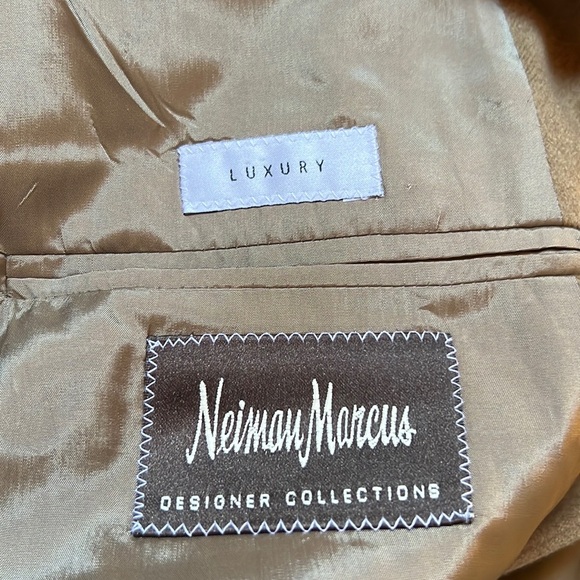 LUXURY
Neiman Marcus
DESIGNER COLLECTIONS